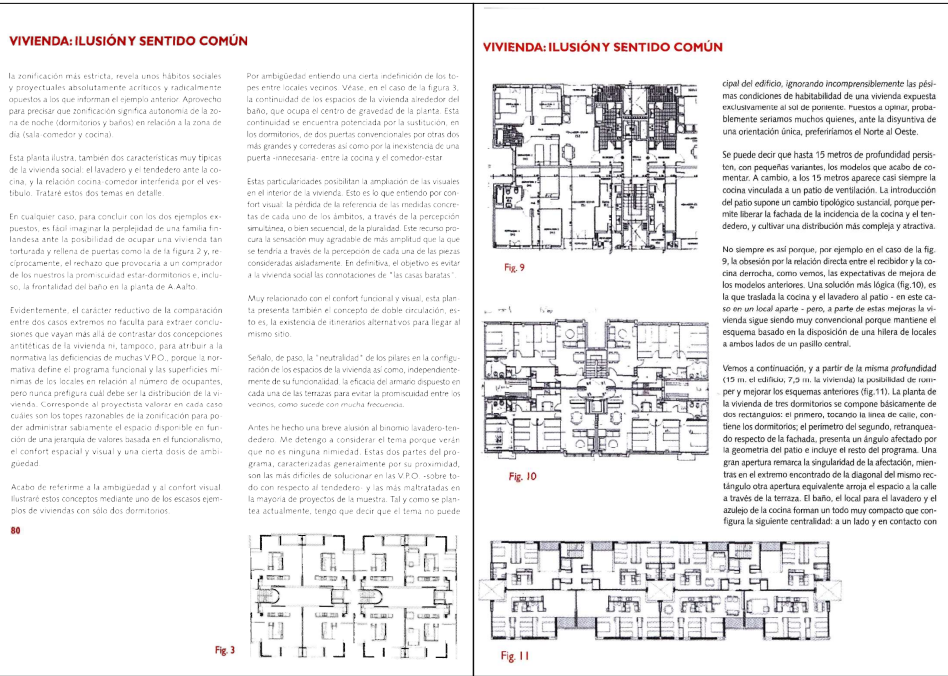 VIVIENDA: ILUSIÓN Y SENTIDO COMÚN
la zonificación más estricta, revela unos hábitos sociales
y proyectuales absolutamente acríticos y radicalmente
opuestos a los que informan el ejemplo anterior. Aprovecho
para precisar que zonificación significa autonomía de la zo-
na de noche (dormitorios y baños) en relación a la zona de
día (sala-comedor y cocina).
Esta planta ilustra, también dos características muy típicas
de la vivienda social, el lavadero y el tendedero ante la co-
cina, y la relación cocina-comedor interferida por el ves-
tíbulo. Trataré estos dos temas en detalle.
En cualquier caso, para concluir con los dos ejemplos ex-
puestos, es fácil imaginar la perplejidad de una familia fin-
landesa ante la posibilidad de ocupar una vivienda tan
torturada y rellena de puertas como la de la figura 2 y, re-
cíprocamente, el rechazo que provocaría a un comprador
de los nuestros la promiscuidad estar-dormitorios e, inclu-
so, la frontalidad del baño en la planta de A.Aalto.
Evidentemente, el carácter reductivo de la comparación
entre dos casos extremos no faculta para extraer conclu-
siones que vayan más allá de contrastar dos concepciones
antitéticas de la vivienda ni, tampoco, para atribuir a la
normativa las deficiencias de muchas V.P.O., porque la nor-
mativa define el programa funcional y las superficies mí-
nimas de los locales en relación al número de ocupantes,
pero nunca prefigura cuál debe ser la distribución de la vi-
vienda. Corresponde al proyectista valorar en cada caso
cuáles son los topes razonables de la zonificación para po-
der administrar sabiamente el espacio disponible en fun-
ción de una jerarquía de valores basada en el funcionalismo,
el confort espacial y visual y una cierta dosis de ambi-
güedad.
Acabo de referirme a la ambigüedad y al confort visual.
Ilustraré estos conceptos mediante uno de los escasos ejem-
plos de viviendas con sólo dos dormitorios.
80
Por ambigüedad entiendo una cierta indefinición de los to-
pes entre locales vecinos. Véase, en el caso de la figura 3,
la continuidad de los espacios de la vivienda alrededor del
baño, que ocupa el centro de gravedad de la planta. Esta
continuidad se encuentra potenciada por la sustitución, en
los dormitorios, de dos puertas convencionales por otras dos
más grandes y correderas así como por la inexistencia de una
puerta -innecesaria- entre la cocina y el comedor-estar.
Estas particularidades posibilitan la ampliación de las visuales
en el interior de la vivienda. Esto es lo que entiendo por con-
fort visual: la pérdida de la referencia de las medidas concre-
tas de cada uno de los ámbitos, a través de la percepción
simultánea, o bien secuencial, de la pluralidad. Este recurso pro-
cura la sensación muy agradable de más amplitud que la que
se tendría a través de la percepción de cada una de las piezas
consideradas aisladamente. En definitiva, el objetivo es evitar
a la vivienda social las connotaciones de "las casas baratas".
Muy relacionado con el confort funcional y visual, esta plan-
ta presenta también el concepto de doble circulación, es-
to es, la existencia de itinerarios alternativos para llegar al
mismo sitio.
Señalo, de paso, la "neutralidad" de los pilares en la configu-
ración de los espacios de la vivienda así como, independiente-
mente de su funcionalidad, la eficacia del armario dispuesto en
cada una de las terrazas para evitar la promiscuidad entre los
vecinos, como sucede con mucha frecuencia.
Antes he hecho una breve alusión al binomio lavadero-ten-
dedero. Me detengo a considerar el tema porque verán
que no es ninguna nimiedad. Estas dos partes del pro-
grama, caracterizadas generalmente por su proximidad,
son las más difíciles de solucionar en las V.P.O. -sobre to-
do con respecto al tendedero- y las más maltratadas en
la mayoría de proyectos de la muestra. Tal y como se plan-
tea actualmente, tengo que decir que el tema no puede
Fig. 3
VIVIENDA: ILUSIÓN Y SENTIDO COMÚN
Fig. 9
Fig. 10
cipal del edificio, ignorando incomprensiblemente las pési-
mas condiciones de habitabilidad de una vivienda expuesta
exclusivamente al sol de poniente. Puestos a opinar, proba-
blemente seríamos muchos quienes, ante la disyuntiva de
una orientación única, preferiríamos el Norte al Oeste.
Se puede decir que hasta 15 metros de profundidad persis-
ten, con pequeñas variantes, los modelos que acabo de co-
mentar. A cambio, a los 15 metros aparece casi siempre la
cocina vinculada a un patio de ventilación. La introducción
del patio supone un cambio tipológico sustancial, porque per-
mite liberar la fachada de la incidencia de la cocina y el ten-
dedero, y cultivar una distribución más compleja y atractiva.
No siempre es así porque, por ejemplo en el caso de la fig.
9, la obsesión por la relación directa entre el recibidor y la co-
cina derrocha, como vemos, las expectativas de mejora de
los modelos anteriores. Una solución más lógica (fig.10), es
la que traslada la cocina y el lavadero al patio - en este ca-
so en un local aparte - pero, a parte de estas mejoras la vi-
vienda sigue siendo muy convencional porque mantiene el
esquema basado en la disposición de una hilera de locales
a ambos lados de un pasillo central.
Vemos a continuación, y a partir de la misma profundidad
(15 m. el edificio, 7,5 m. la vivienda) la posibilidad de rom-
per y mejorar los esquemas anteriores (fig.11). La planta de
la vivienda de tres dormitorios se compone básicamente de
dos rectángulos: el primero, tocando la línea de calle, con-
tiene los dormitorios; el perímetro del segundo, retranquea-
do respecto de la fachada, presenta un ángulo afectado por
la geometría del patio e incluye el resto del programa. Una
gran apertura remarca la singularidad de la afectación, mien-
tras en el extremo encontrado de la diagonal del mismo rec-
tángulo otra apertura equivalente arroja el espacio a la calle
a través de la terraza. El baño, el local para el lavadero y el
azulejo de la cocina forman un todo muy compacto que con-
figura la siguiente centralidad: a un lado y en contacto con
Fig. 11